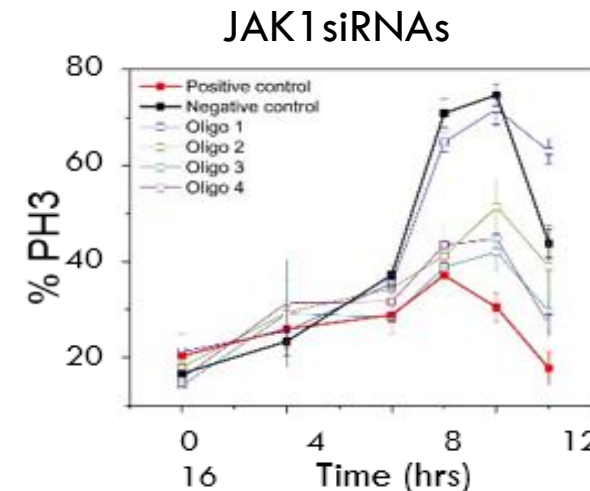 JAK1siRNAs
80
Positive control
Negative control
Oligo 1
60
Oligo 2
Oligo 3
Oligo 4
% PH3
40
20
0 4 8 12
16 Time (hrs)